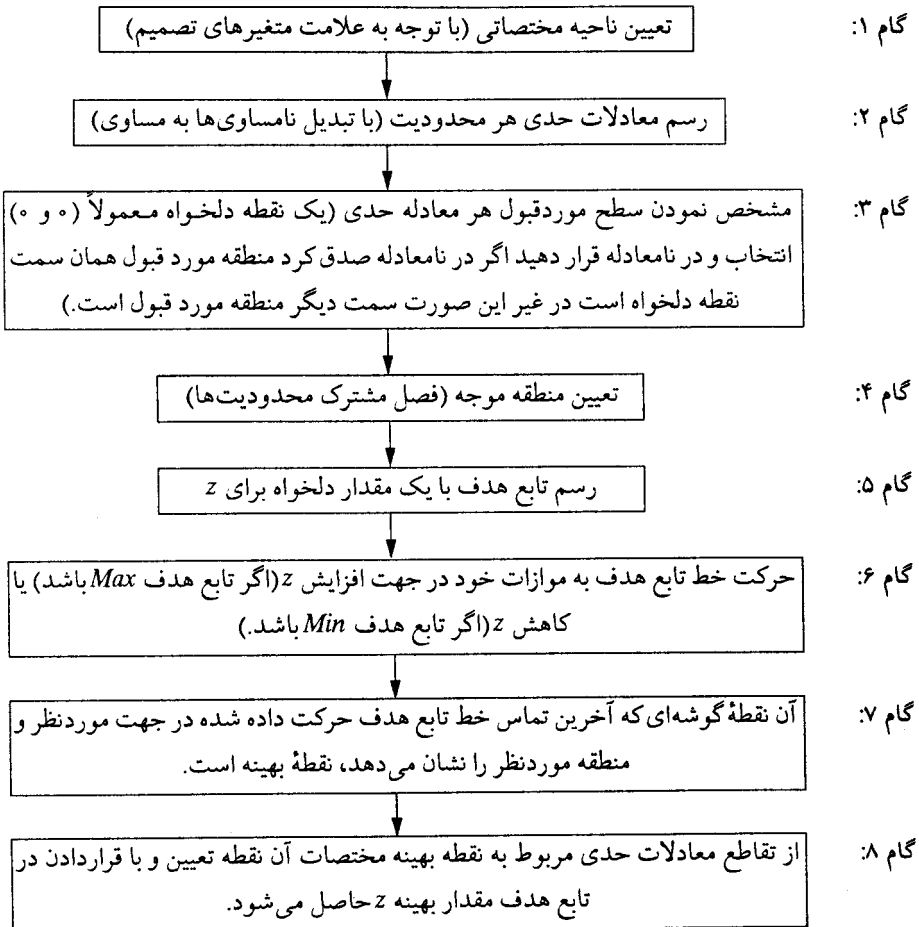 گام ۱:
تعیین ناحیه مختصاتی (با توجه به علامت متغیرهای تصمیم)
گام ۲:
رسم معادلات حدی هر محدودیت (با تبدیل نامساوی‌ها به مساوی)
گام ۳:
مشخص نمودن سطح موردقبول هر معادله حدی (یک نقطه دلخواه معمولاً (۰ و ۰)
انتخاب و در نامعادله قرار دهید اگر در نامعادله صدق کرد منطقه مورد قبول همان سمت
نقطه دلخواه است در غیر این صورت سمت دیگر منطقه مورد قبول است.)
گام ۴:
تعیین منطقه موجه (فصل مشترک محدودیت‌ها)
گام ۵:
رسم تابع هدف با یک مقدار دلخواه برای z
گام ۶:
حرکت خط تابع هدف به موازات خود در جهت افزایش z (اگر تابع هدف Max باشد) یا
کاهش z (اگر تابع هدف Min باشد.)
گام ۷:
آن نقطهٔ گوشه‌ای که آخرین تماس خط تابع هدف حرکت داده شده در جهت موردنظر و
منطقه موردنظر را نشان می‌دهد، نقطهٔ بهینه است.
گام ۸:
از تقاطع معادلات حدی مربوط به نقطه بهینه مختصات آن نقطه تعیین و با قراردادن در
تابع هدف مقدار بهینه z حاصل می‌شود.